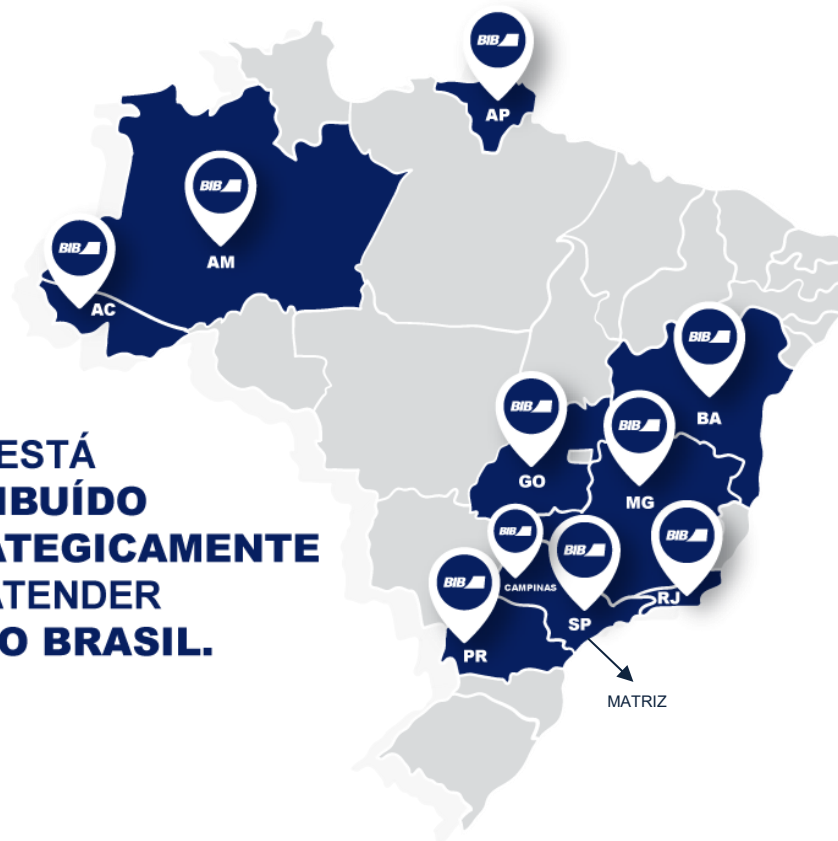 BIB
AP
BIB
AM
BIB
AC
BIB
BA
BIB
GO
BIB
MG
BIB
CAMPINAS
BIB
SP
BIB
RJ
BIB
PR
MATRIZ
ESTÁ
IBUÍDO
ATEGICAMENTE
ATENDER
O BRASIL.